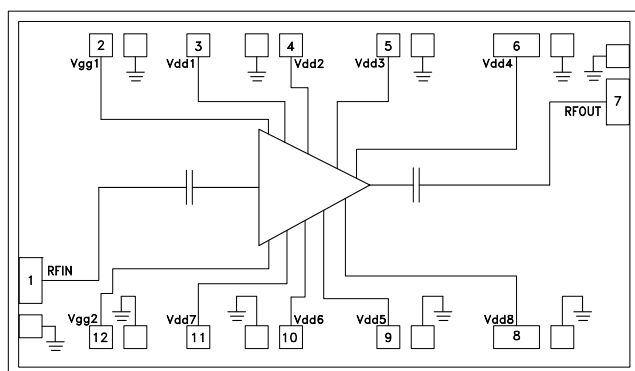 2 3 4 5 6
Vgg1 Vdd1 Vdd2 Vdd3 Vdd4
7
RFOUT
1 RFIN
Vgg2 Vdd7 Vdd6 Vdd5 Vdd8
12 11 10 9 8